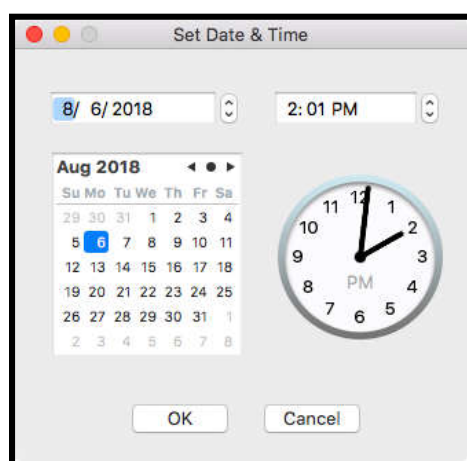 Set Date & Time
8/ 6/ 2018
2: 01 PM
Aug 2018
Su Mo Tu We Th Fr Sa
29 30 31 1 2 3 4
5 6 7 8 9 10 11
12 13 14 15 16 17 18
19 20 21 22 23 24 25
26 27 28 29 30 31 1
2 3 4 5 6 7 8
12
11 1
10 2
9 3
PM
8 4
7 5
6
OK Cancel